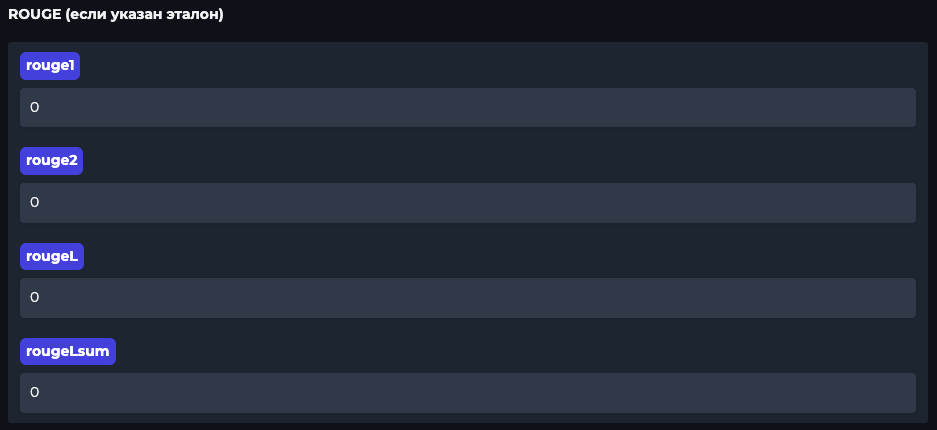 ROUGE (если указан эталон)
rouge1
0
rouge2
0
rougeL
0
rougeLsum
0